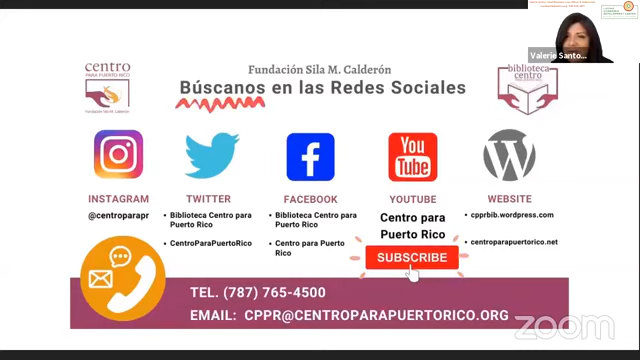 Valerie Santo...
centro
PARA PUERTO RICO
Fundación Sila M. Calderón
Fundación Sila M. Calderón
Búscanos en las Redes Sociales
biblioteca
centro
You
Tube
INSTAGRAM
@centroparapr
TWITTER
• Biblioteca Centro para
Puerto Rico
• CentroParaPuertoRico
FACEBOOK
• Biblioteca Centro para
Puerto Rico
• Centro para Puerto
Rico
YOUTUBE
Centro para
Puerto Rico
SUBSCRIBE
WEBSITE
• cpprbib.wordpress.com
• centroparapuertorico.net
TEL. (787) 765-4500
EMAIL: CPPR@CENTROPARAPUERTORICO.ORG
zoom